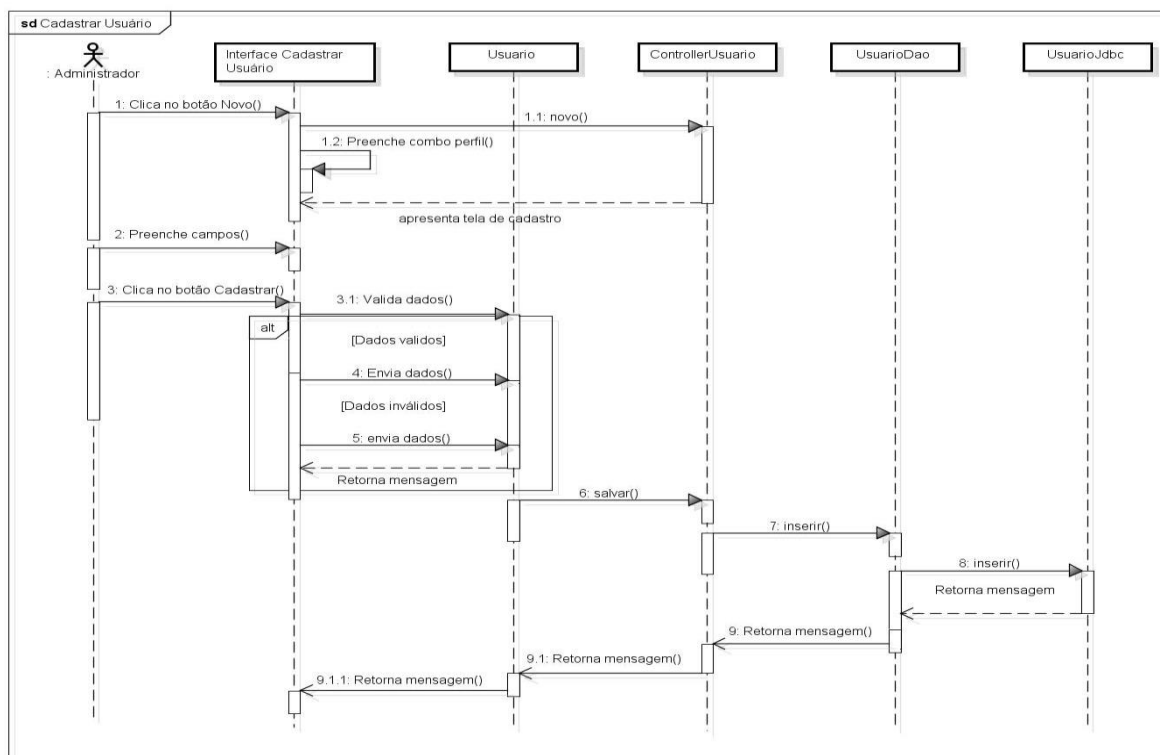 sd Cadastrar Usuário
: Administrador
Interface Cadastrar
Usuário
Usuario
ControllerUsuario
UsuarioDao
UsuarioJdbc
1: Clica no botão Novo()
1.1: novo()
1.2: Preenche combo perfil()
apresenta tela de cadastro
2: Preenche campos()
3: Clica no botão Cadastrar()
3.1: Valida dados()
alt
[Dados validos]
4: Envia dados()
[Dados inválidos]
5: envia dados()
Retorna mensagem
6: salvar()
7: inserir()
8: inserir()
Retorna mensagem
9: Retorna mensagem()
9.1: Retorna mensagem()
9.1.1: Retorna mensagem()